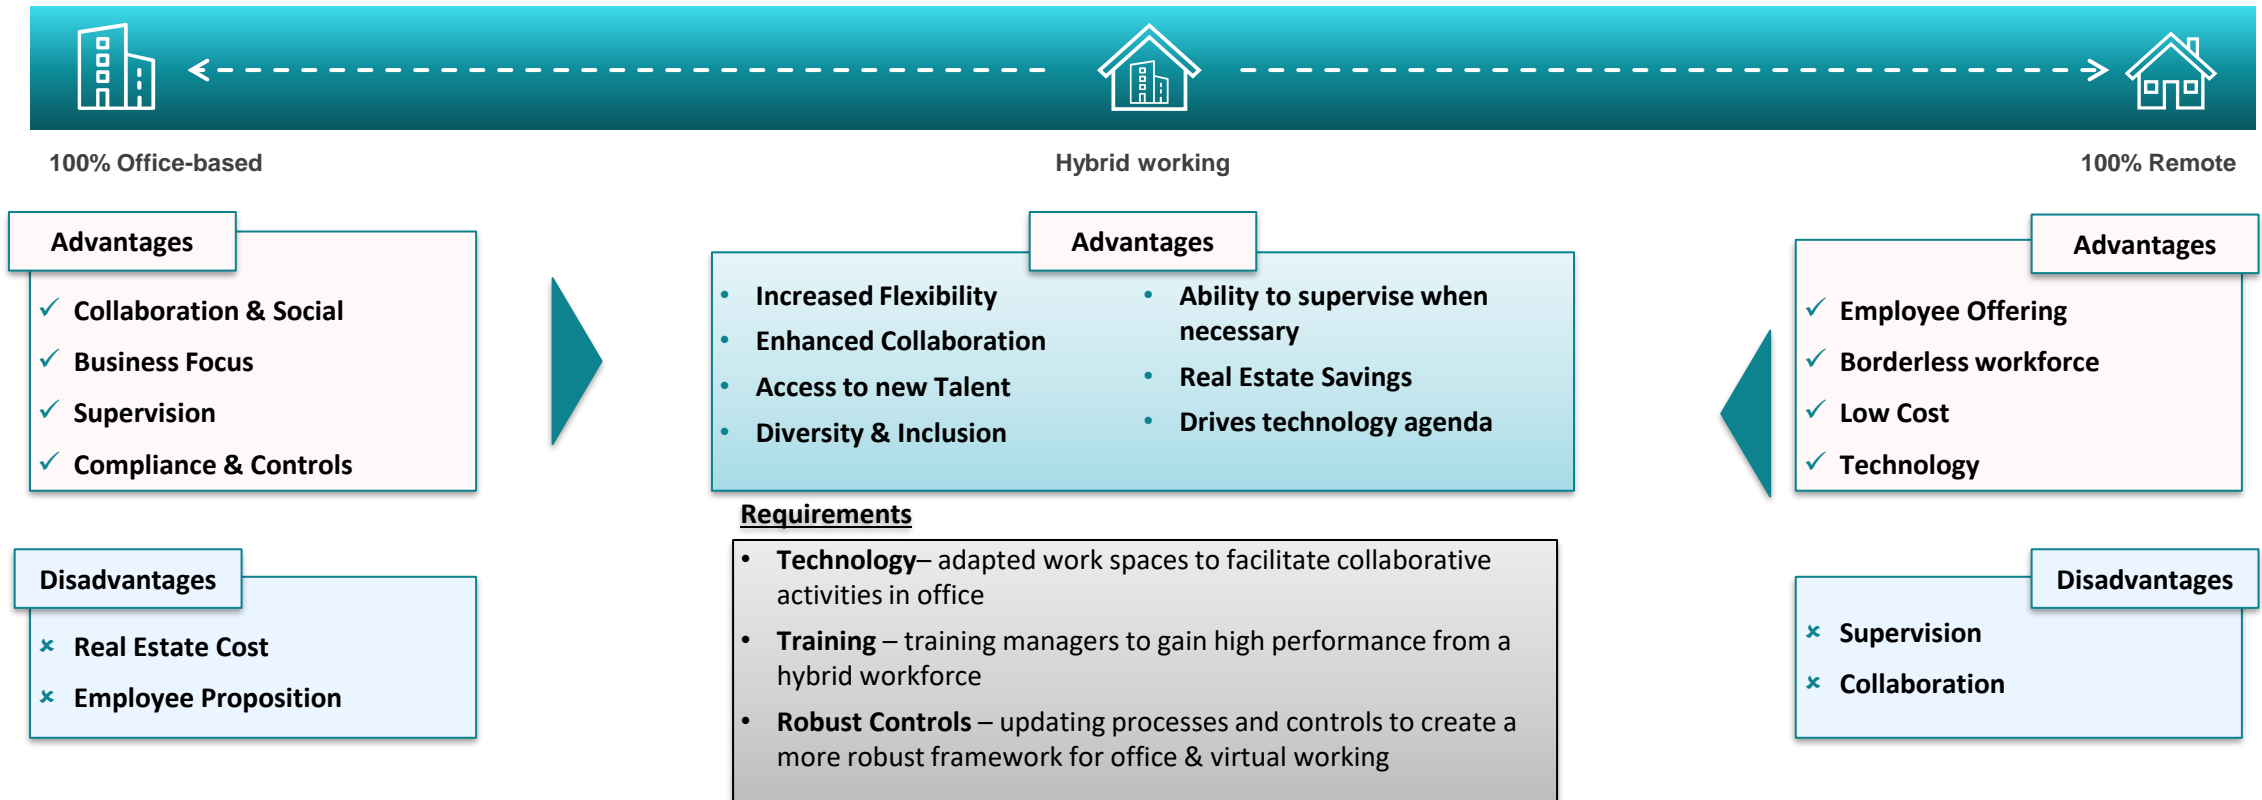 100% Office-based
Hybrid working
100% Remote
Advantages
✓ Collaboration & Social
✓ Business Focus
✓ Supervision
✓ Compliance & Controls
Disadvantages
× Real Estate Cost
× Employee Proposition
Advantages
• Increased Flexibility
• Enhanced Collaboration
• Access to new Talent
• Diversity & Inclusion
• Ability to supervise when
necessary
• Real Estate Savings
• Drives technology agenda
Requirements
• Technology– adapted work spaces to facilitate collaborative
activities in office
• Training – training managers to gain high performance from a
hybrid workforce
• Robust Controls – updating processes and controls to create a
more robust framework for office & virtual working
Advantages
✓ Employee Offering
✓ Borderless workforce
✓ Low Cost
✓ Technology
Disadvantages
× Supervision
× Collaboration